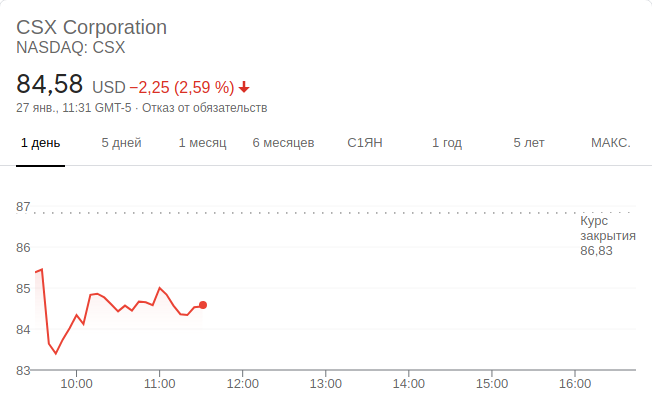 CSX Corporation
NASDAQ: CSX
84,58 USD −2,25 (2,59 %)
27 янв., 11:31 GMT-5 · Отказ от обязательств
1 день 5 дней 1 месяц 6 месяцев С1ЯН 1 год 5 лет МАКС.
87
Курс
закрытия
86,83
86
85
84
83
10:00 11:00 12:00 13:00 14:00 15:00 16:00